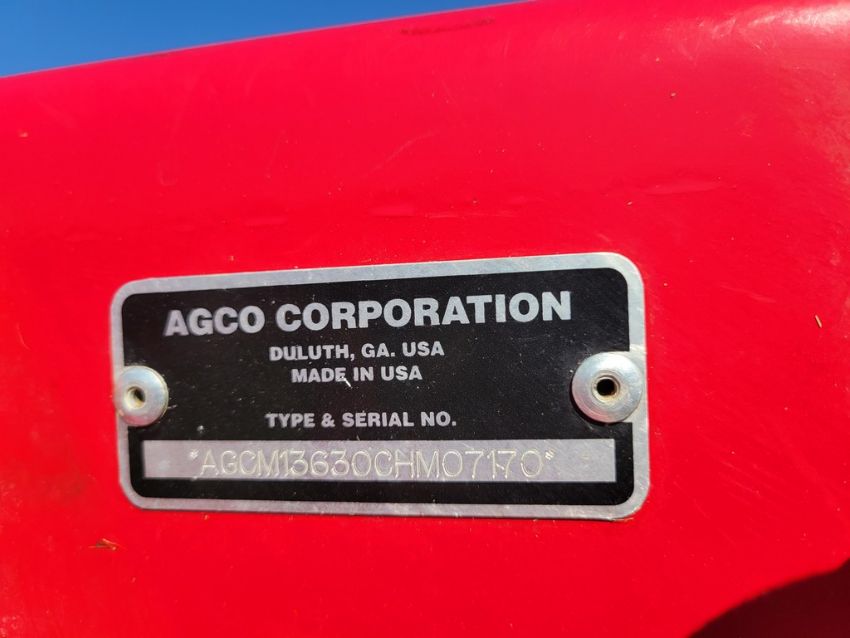 AGCO CORPORATION
DULUTH, GA. USA
MADE IN USA
TYPE & SERIAL NO.
*AGCM13630CHM07170*